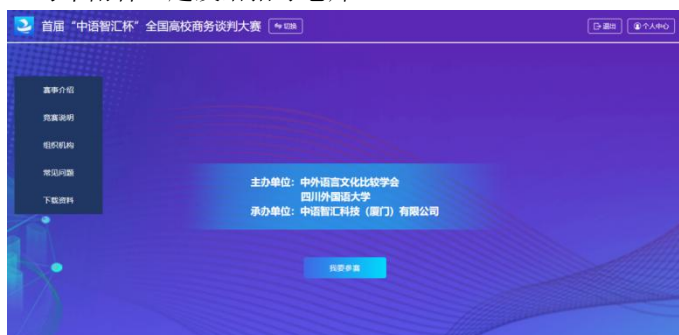 首届“中语智汇杯”全国高校商务谈判大赛 切换 退出 个人中心
赛事介绍
竞赛说明
组织机构
常见问题
下载资料
主办单位：中外语言文化比较学会
四川外国语大学
承办单位：中语智汇科技（厦门）有限公司
我要参赛